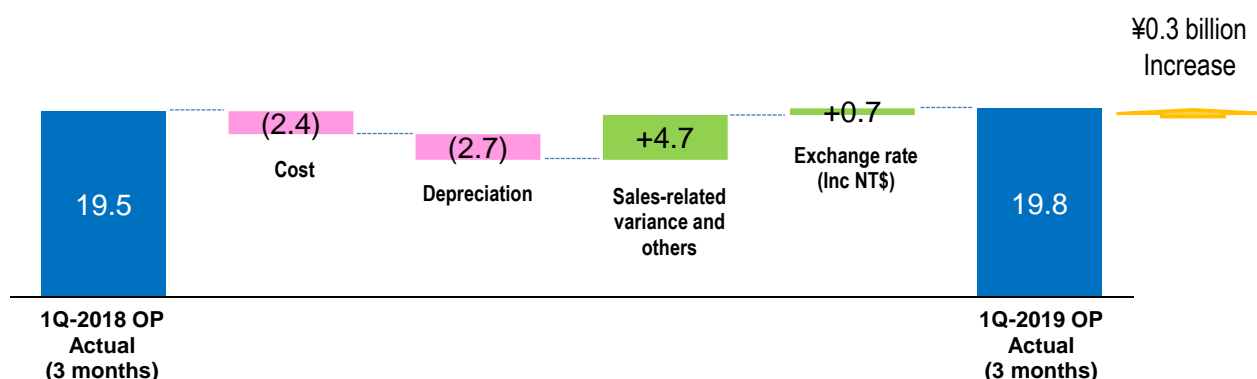 ¥0.3 billion
Increase
19.5
(2.4)
Cost
(2.7)
Depreciation
+4.7
Sales-related
variance and
others
+0.7
Exchange rate
(Inc NT$)
19.8
1Q-2018 OP
Actual
(3 months)
1Q-2019 OP
Actual
(3 months)